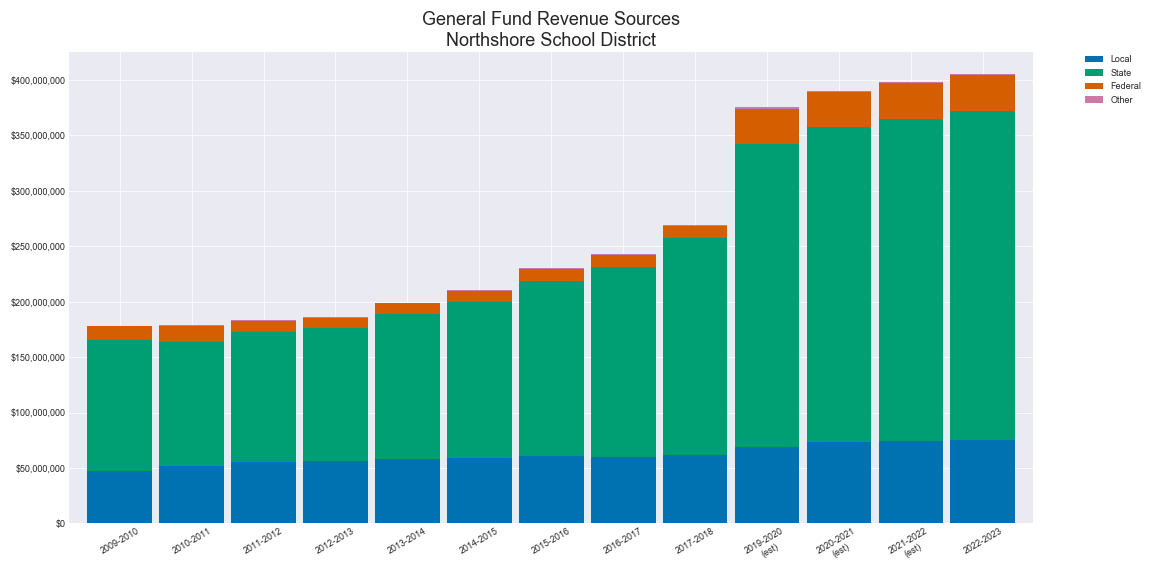 General Fund Revenue Sources
Northshore School District
Local
State
Federal
Other
$400,000,000
$350,000,000
$300,000,000
$250,000,000
$200,000,000
$150,000,000
$100,000,000
$50,000,000
$0
2009-2010
2010-2011
2011-2012
2012-2013
2013-2014
2014-2015
2015-2016
2016-2017
2017-2018
2019-2020
(est)
2020-2021
(est)
2021-2022
(est)
2022-2023